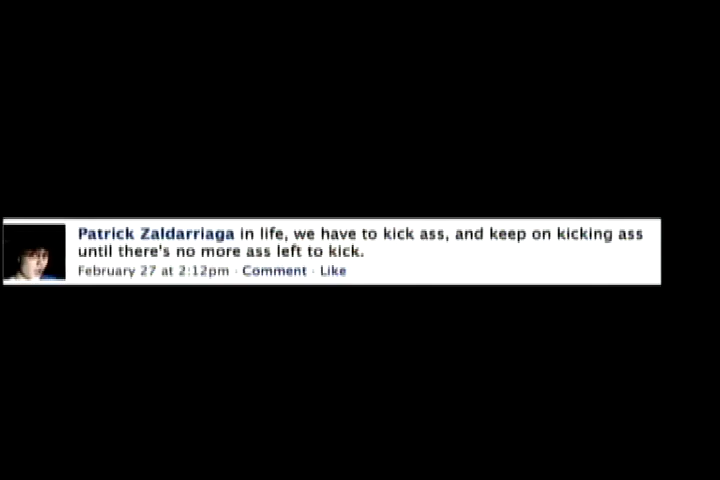 Patrick Zaldarriaga in life, we have to kick ass, and keep on kicking ass
until there's no more ass left to kick.
February 27 at 2:12pm · Comment · Like